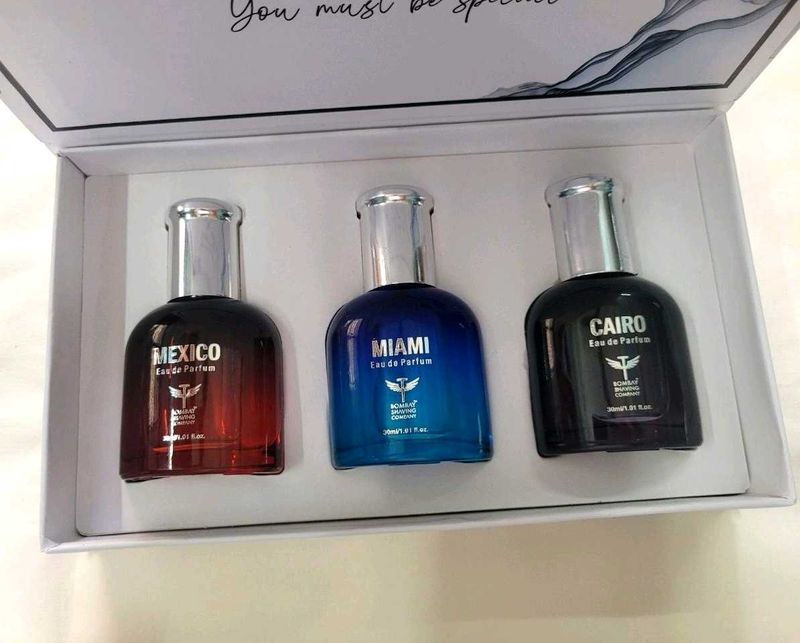 You must be special
MEXICO
Eau de Parfum
BOMBAY
SHAVING
COMPANY
30ml/1.01 fl.oz.
MIAMI
Eau de Parfum
BOMBAY
SHAVING
COMPANY
30ml/1.01 fl.oz.
CAIRO
Eau de Parfum
BOMBAY
SHAVING
COMPANY
30ml/1.01 fl.oz.